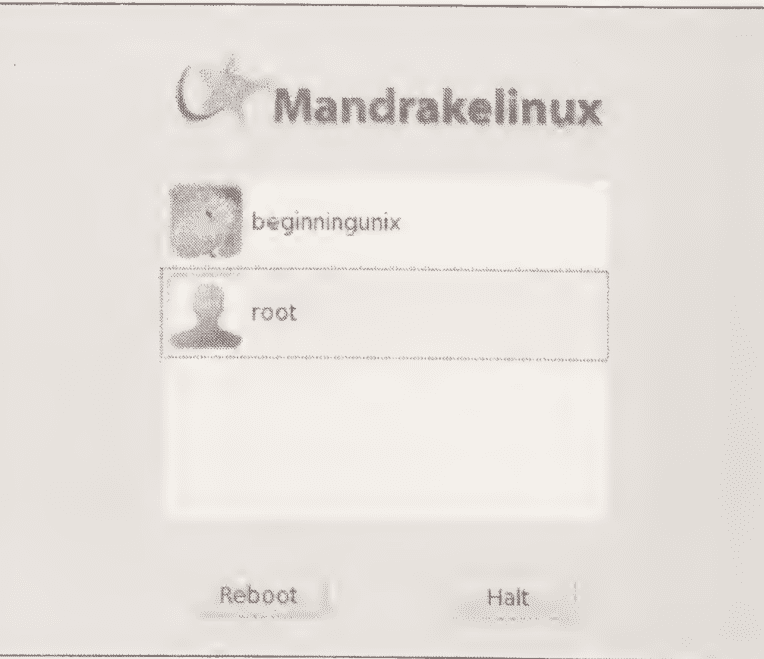 Mandrakelinux
beginningunix
root
Reboot Halt